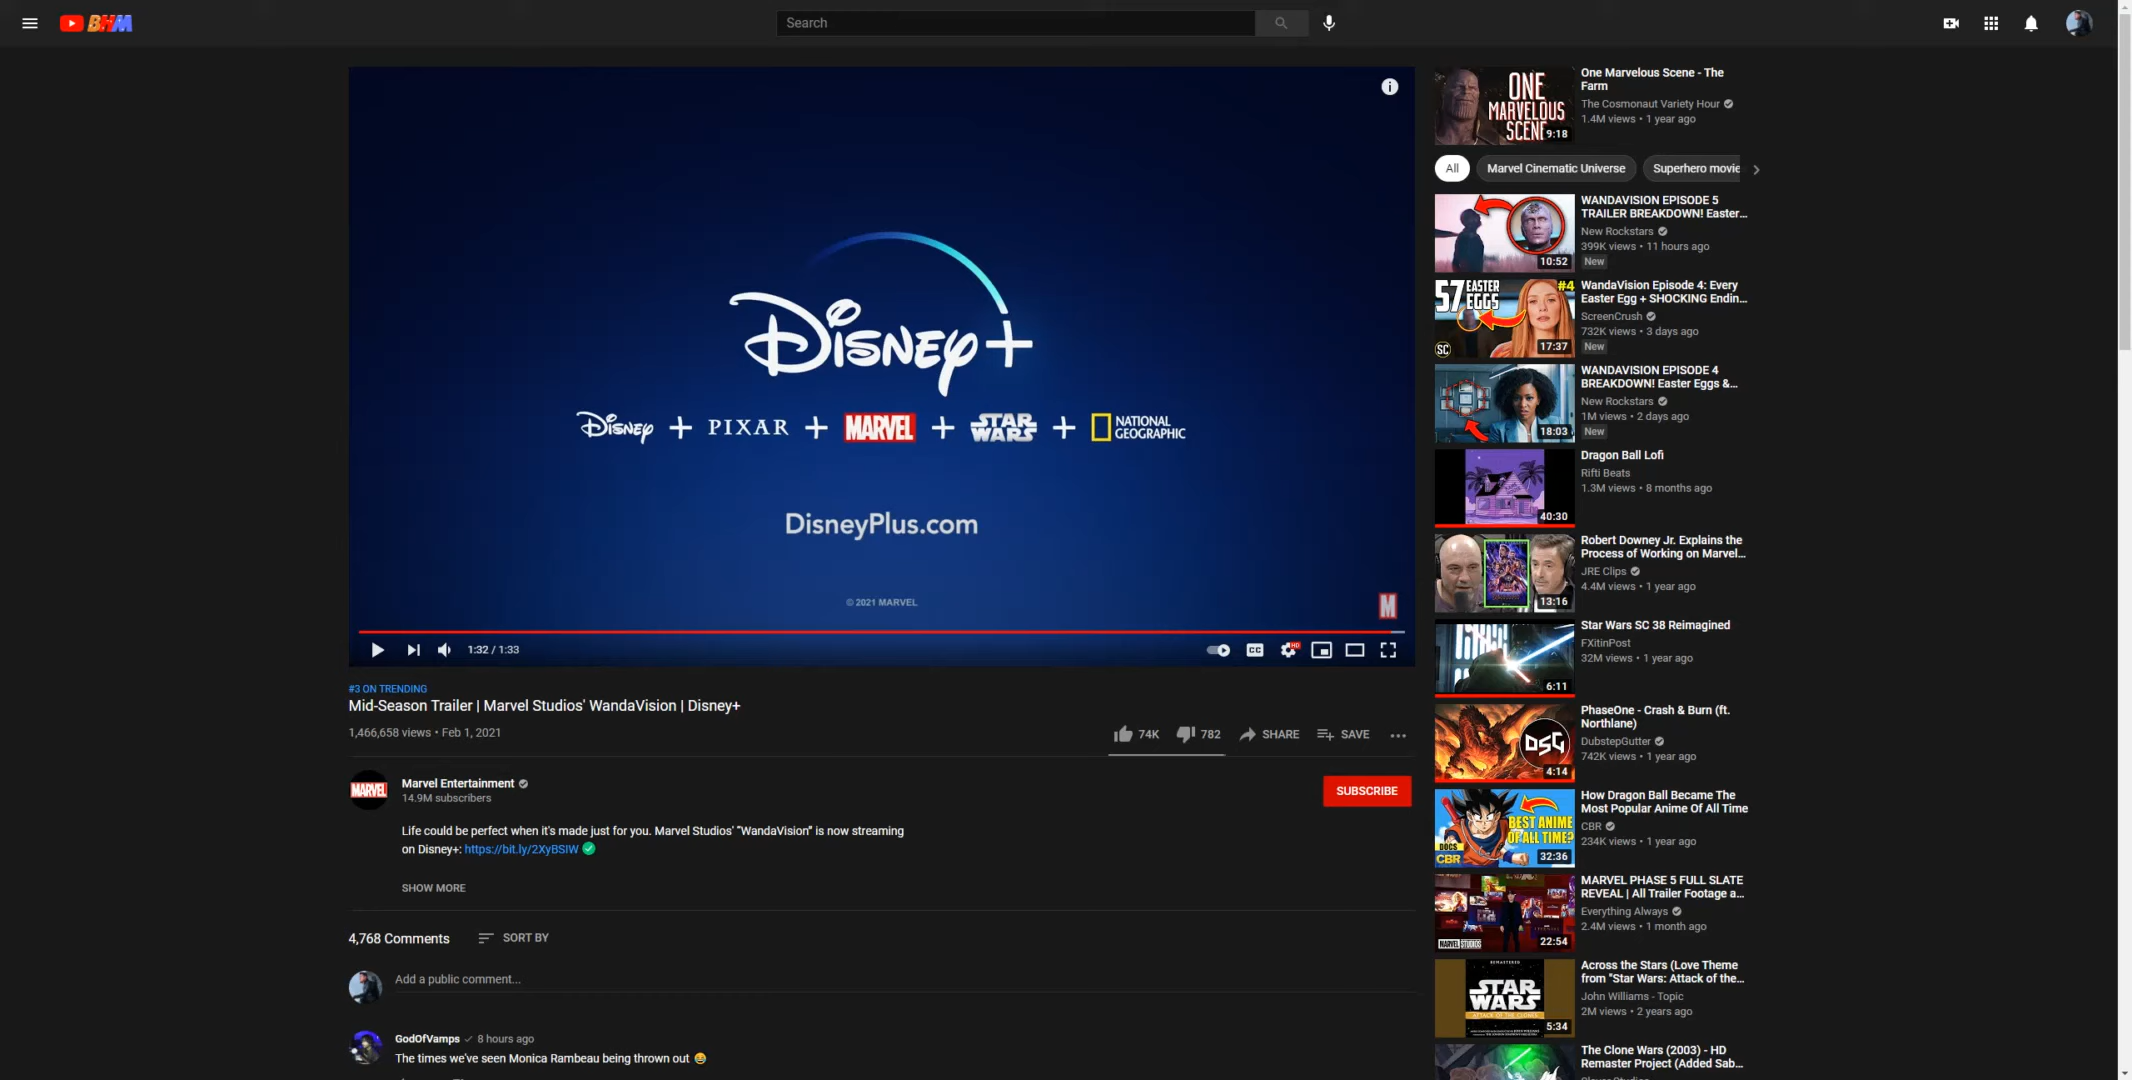 BHM
Search
Disney+
Disney + PIXAR + MARVEL + STAR WARS + NATIONAL GEOGRAPHIC
DisneyPlus.com
© 2021 MARVEL
M
1:32 / 1:33
CC
HD
#3 ON TRENDING
Mid-Season Trailer | Marvel Studios' WandaVision | Disney+
1,466,658 views • Feb 1, 2021
74K
782
SHARE
SAVE
MARVEL
Marvel Entertainment
14.9M subscribers
SUBSCRIBE
Life could be perfect when it's made just for you. Marvel Studios' "WandaVision" is now streaming
on Disney+: https://bit.ly/2XyBSIW
SHOW MORE
4,768 Comments
SORT BY
Add a public comment...
GodOfVamps 8 hours ago
The times we've seen Monica Rambeau being thrown out
ONE
MARVELOUS
SCENE
9:18
One Marvelous Scene - The
Farm
The Cosmonaut Variety Hour
1.4M views • 1 year ago
All
Marvel Cinematic Universe
Superhero movie
10:52
WANDAVISION EPISODE 5
TRAILER BREAKDOWN! Easter...
New Rockstars
399K views • 11 hours ago
New
57 EASTER
EGGS
#4
SC
17:37
WandaVision Episode 4: Every
Easter Egg + SHOCKING Endin...
ScreenCrush
732K views • 3 days ago
New
18:03
WANDAVISION EPISODE 4
BREAKDOWN! Easter Eggs &...
New Rockstars
1M views • 2 days ago
New
40:30
Dragon Ball Lofi
Rifti Beats
1.3M views • 8 months ago
13:16
Robert Downey Jr. Explains the
Process of Working on Marvel...
JRE Clips
4.4M views • 1 year ago
6:11
Star Wars SC 38 Reimagined
FXitinPost
32M views • 1 year ago
DSG
4:14
PhaseOne - Crash & Burn (ft.
Northlane)
DubstepGutter
742K views • 1 year ago
BEST ANIME
OF ALL TIME?
DOCS
CBR
32:36
How Dragon Ball Became The
Most Popular Anime Of All Time
CBR
234K views • 1 year ago
MARVEL STUDIOS
22:54
MARVEL PHASE 5 FULL SLATE
REVEAL | All Trailer Footage a...
Everything Always
2.4M views • 1 month ago
REMASTERED
STAR
WARS
ATTACK OF THE CLONES
5:34
Across the Stars (Love Theme
from "Star Wars: Attack of the...
John Williams - Topic
2M views • 2 years ago
The Clone Wars (2003) - HD
Remaster Project (Added Sab...